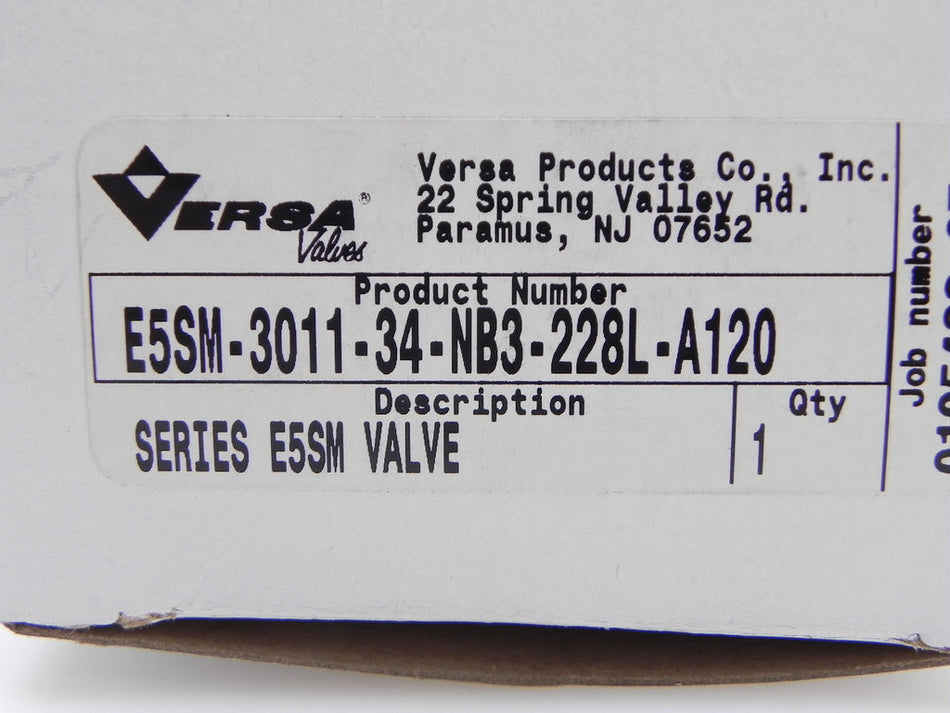 VERSA®
Valves
Versa Products Co., Inc.
22 Spring Valley Rd.
Paramus, NJ 07652
Product Number
E5SM-3011-34-NB3-228L-A120
Description
SERIES E5SM VALVE
Qty
1
Job number